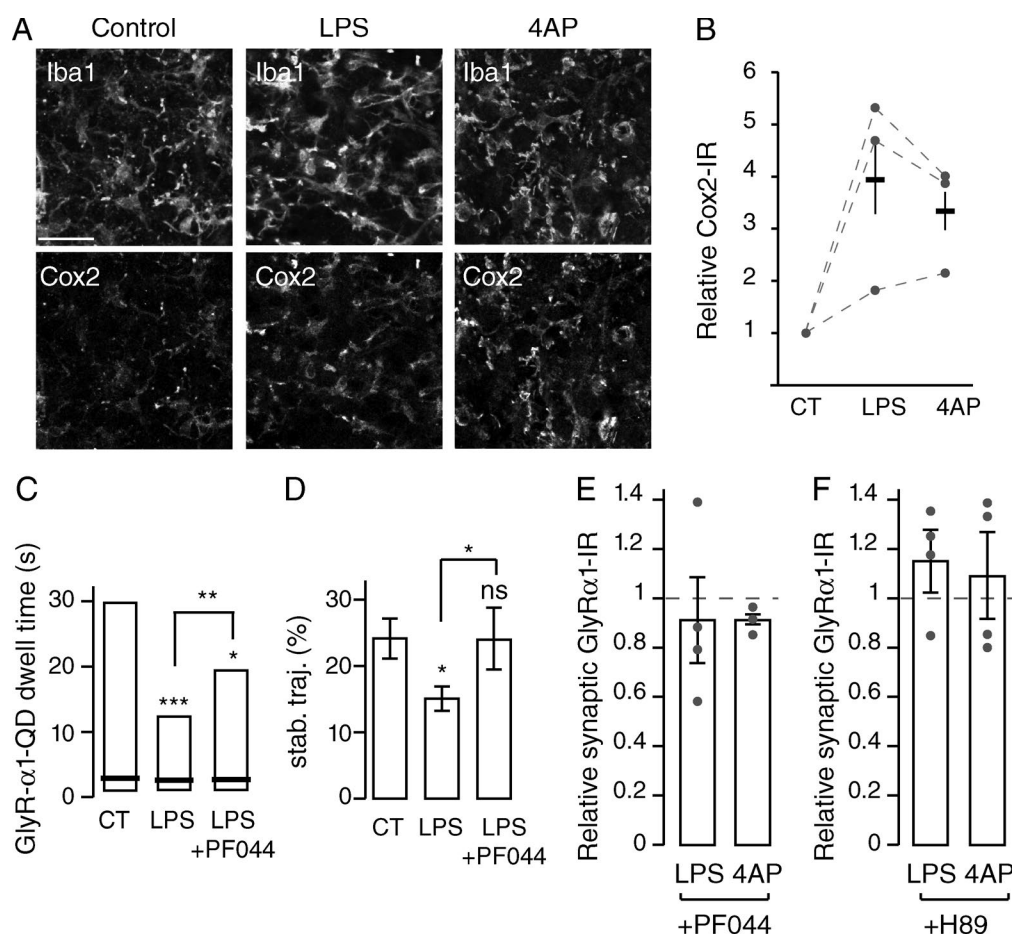 A
Control
LPS
4AP
Iba1
Iba1
Iba1
Cox2
Cox2
Cox2
B
Relative Cox2-IR
6
5
4
3
2
1
CT
LPS
4AP
C
GlyR-α1-QD dwell time (s)
30
20
10
0
***
**
*
CT
LPS
LPS
+PF044
D
stab. traj. (%)
30
20
10
0
*
*
ns
CT
LPS
LPS
+PF044
E
Relative synaptic GlyRα1-IR
1.4
1.2
1
0.8
0.6
0.4
0.2
0
LPS
4AP
+PF044
F
Relative synaptic GlyRα1-IR
1.4
1.2
1
0.8
0.6
0.4
0.2
0
LPS
4AP
+H89